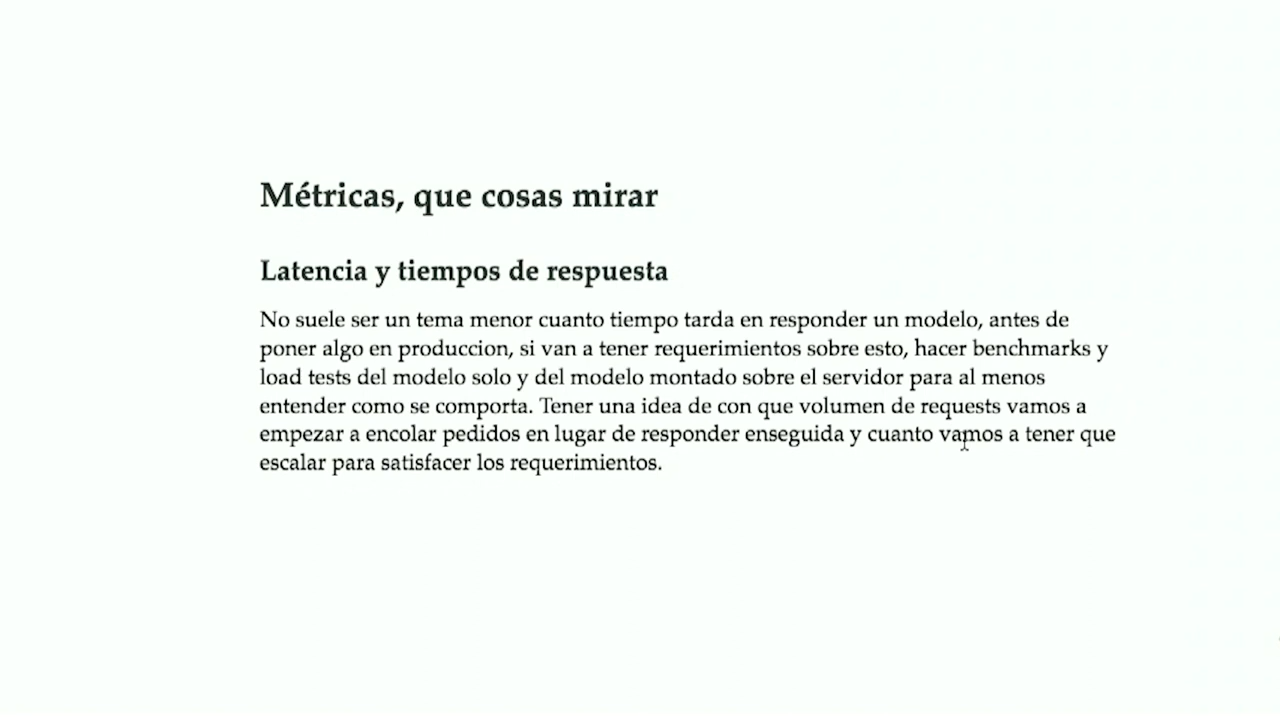 Métricas, que cosas mirar
Latencia y tiempos de respuesta
No suele ser un tema menor cuanto tiempo tarda en responder un modelo, antes de
poner algo en produccion, si van a tener requerimientos sobre esto, hacer benchmarks y
load tests del modelo solo y del modelo montado sobre el servidor para al menos
entender como se comporta. Tener una idea de con que volumen de requests vamos a
empezar a encolar pedidos en lugar de responder enseguida y cuanto vamos a tener que
escalar para satisfacer los requerimientos.